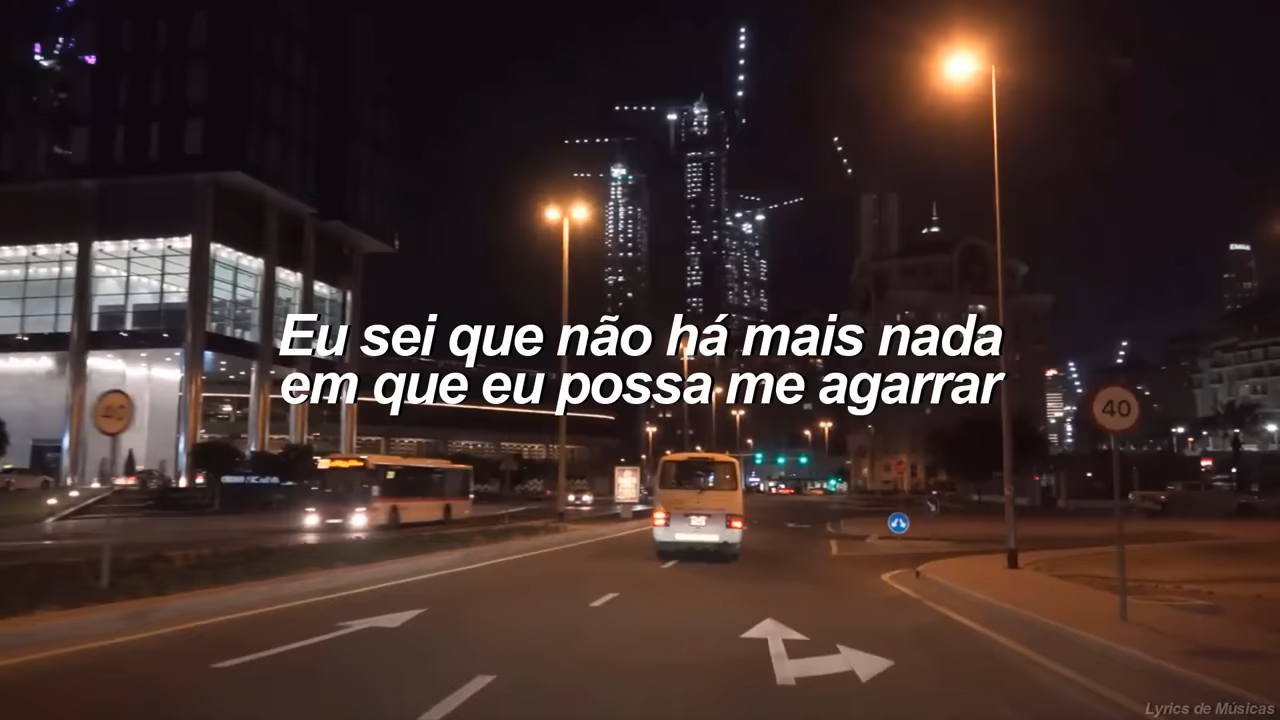 Eu sei que não há mais nada
em que eu possa me agarrar
40
40
Lyrics de Músicas